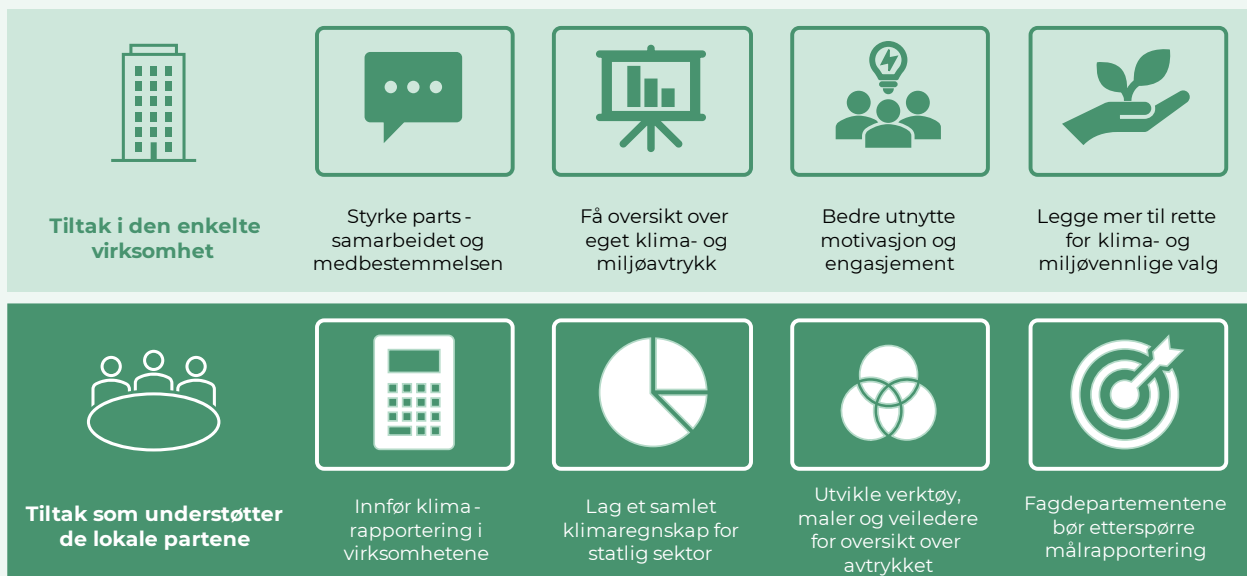 Tiltak i den enkelte
virksomhet
Styrke parts-
samarbeidet og
medbestemmelsen
Få oversikt over
eget klima- og
miljøavtrykk
Bedre utnytte
motivasjon og
engasjement
Legge mer til rette
for klima- og
miljøvennlige valg
Tiltak som understøtter
de lokale partene
Innfør klima-
rapportering i
virksomhetene
Lag et samlet
klimaregnskap for
statlig sektor
Utvikle verktøy,
maler og veiledere
for oversikt over
avtrykket
Fagdepartementene
bør etterspørre
målrapportering